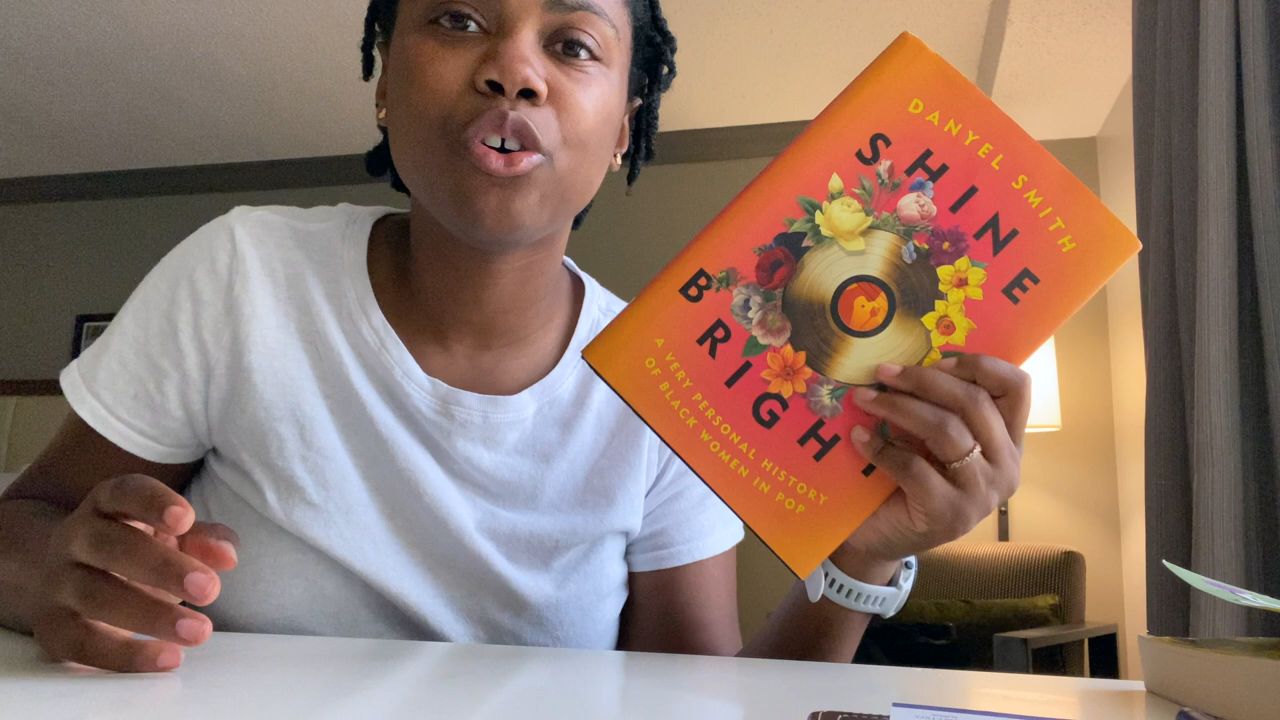 DANYEL SMITH
SHINE
BRIGHT
A VERY PERSONAL HISTORY
OF BLACK WOMEN IN POP